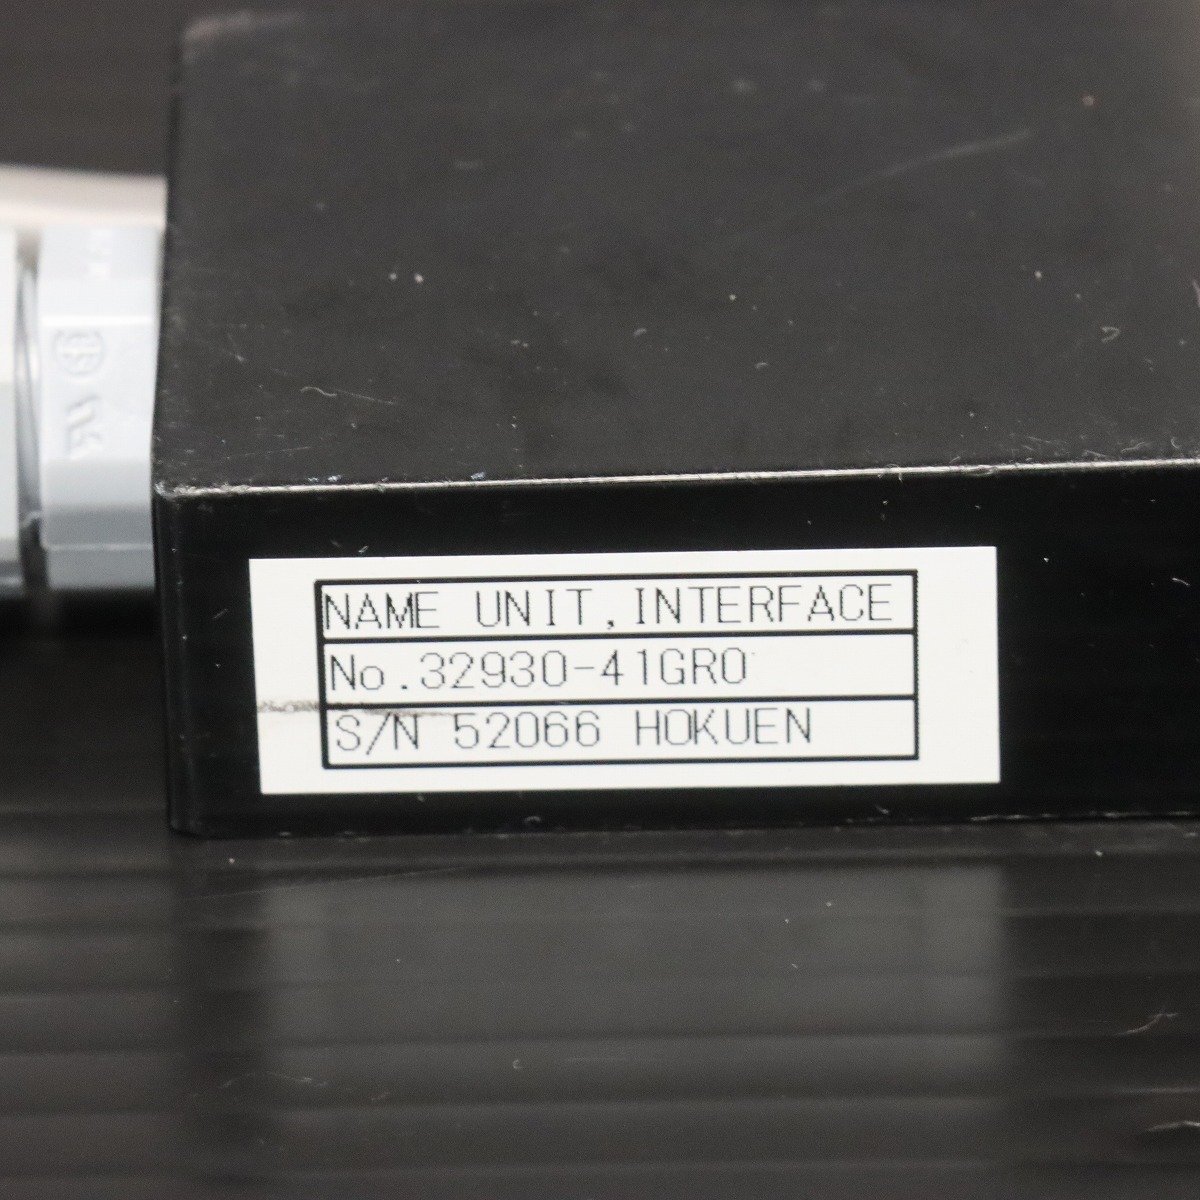 NAME UNIT,INTERFACE
No.32930-41GR0
S/N 52066 HOKUEN